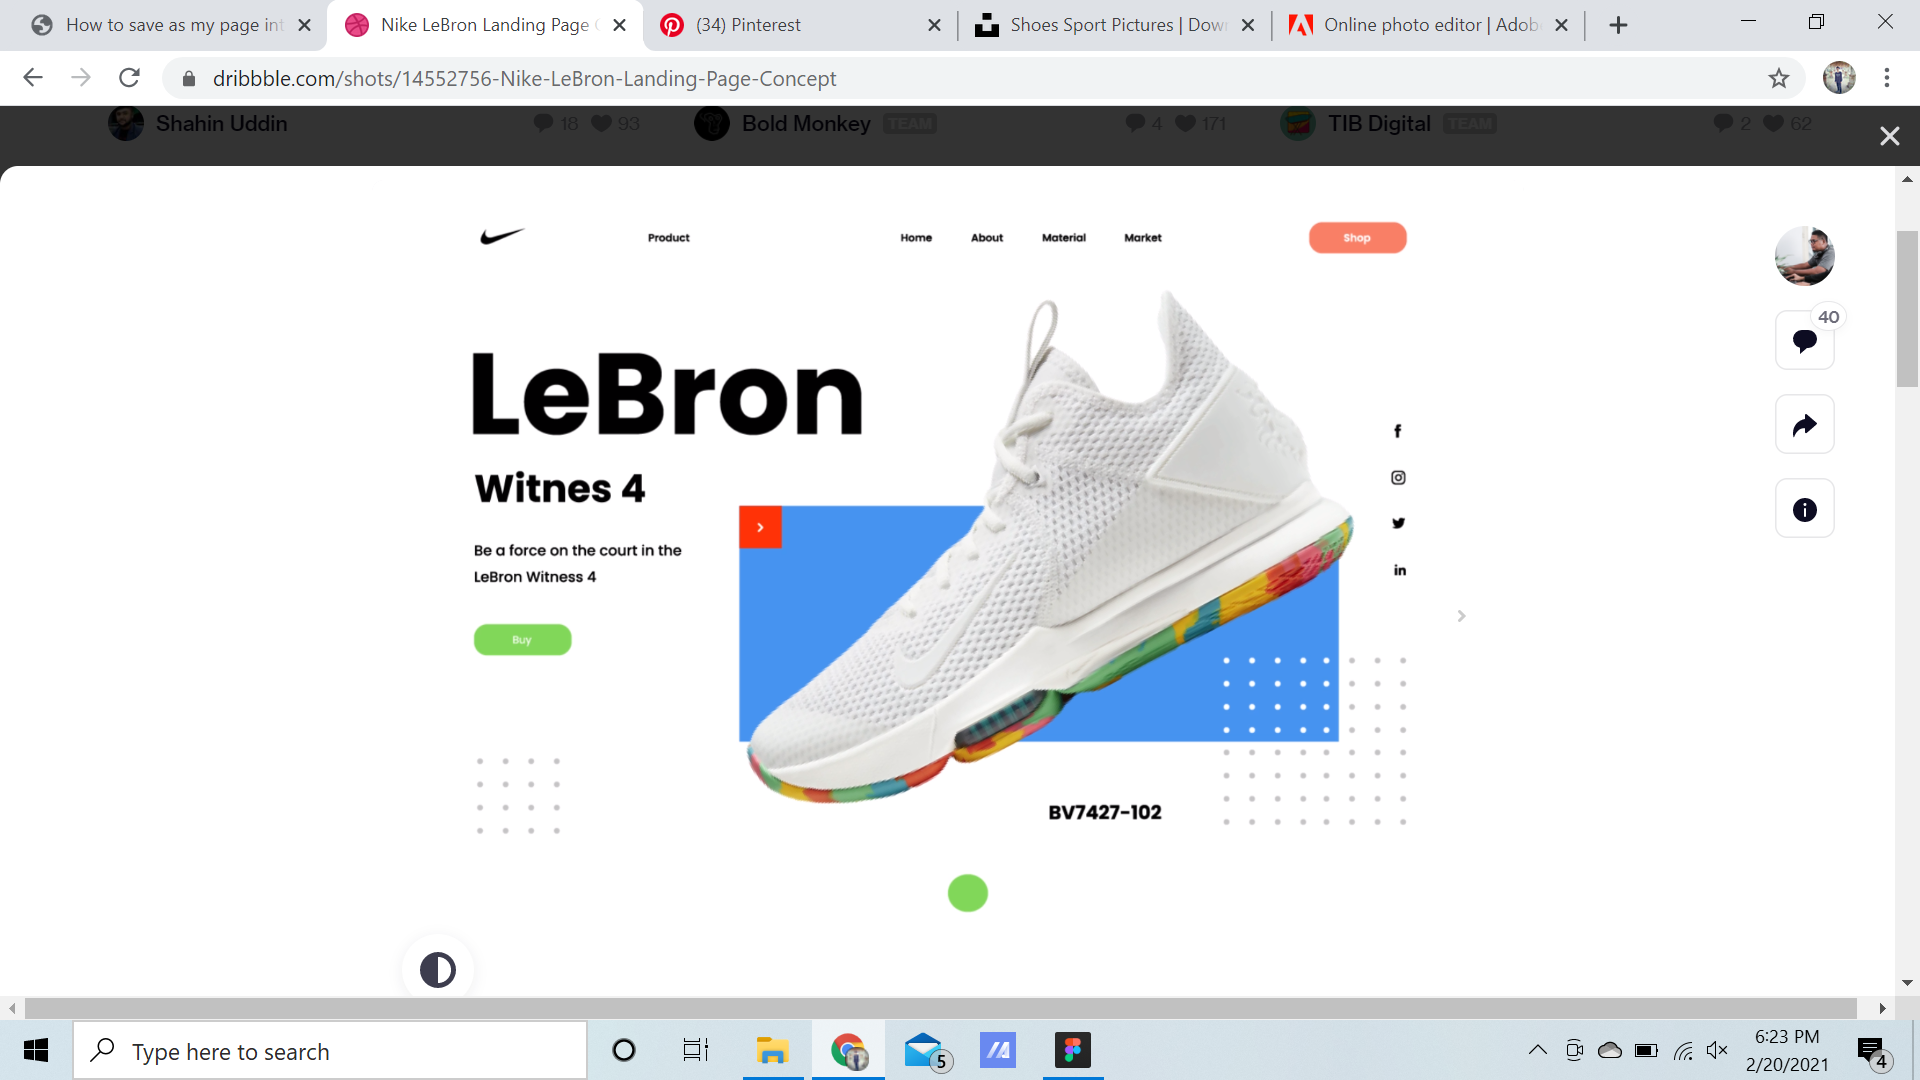 How to save as my page int
Nike LeBron Landing Page
(34) Pinterest
Shoes Sport Pictures | Dow
Online photo editor | Adob
dribbble.com/shots/14552756-Nike-LeBron-Landing-Page-Concept
Shahin Uddin 18 93
Bold Monkey TEAM 4 171
TIB Digital TEAM 2 62
Product Home About Material Market Shop
40
LeBron
Witnes 4
Be a force on the court in the
LeBron Witness 4
Buy
BV7427-102
Type here to search
5
6:23 PM
2/20/2021
4